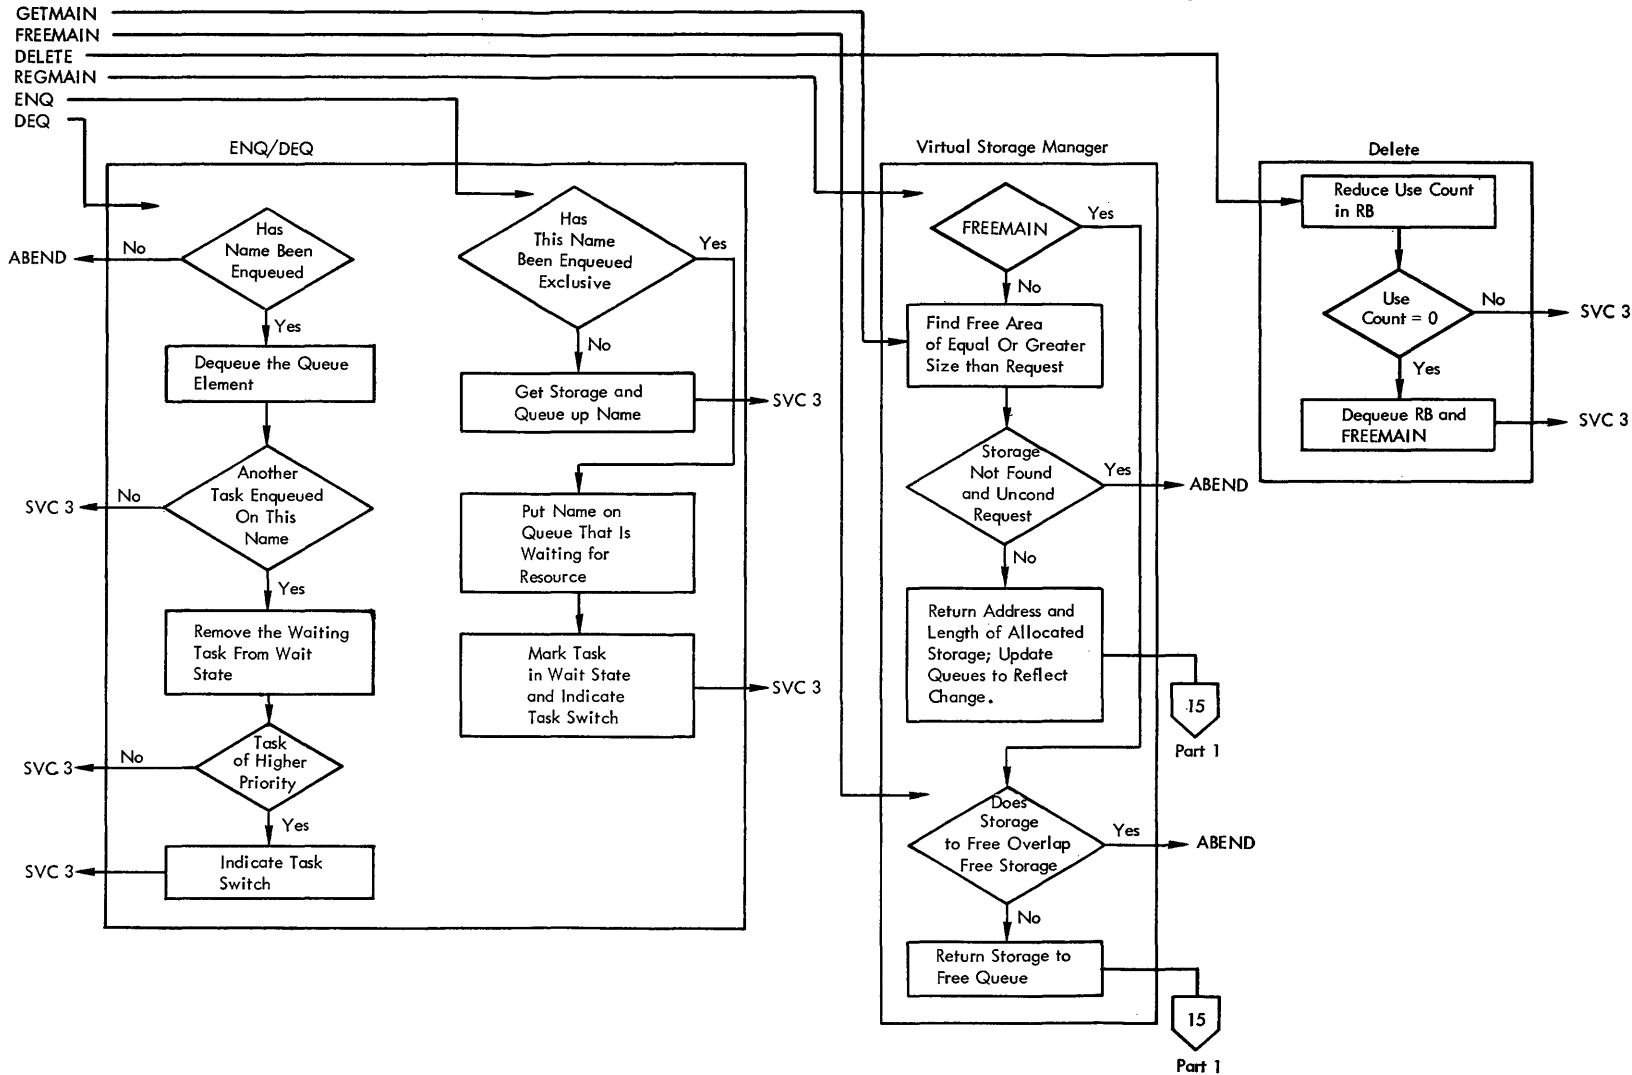 GETMAIN
FREEMAIN
DELETE
REGMAIN
ENQ
DEQ
ENQ/DEQ
Has
Name Been
Enqueued
No
ABEND
Yes
Dequeue the Queue
Element
Another
Task Enqueued
On This
Name
No
SVC 3
Yes
Remove the Waiting
Task From Wait
State
Task
of Higher
Priority
No
SVC 3
Yes
Indicate Task
Switch
SVC 3
Has
This Name
Been Enqueued
Exclusive
Yes
No
Get Storage and
Queue up Name
SVC 3
Put Name on
Queue That Is
Waiting for
Resource
Mark Task
in Wait State
and Indicate
Task Switch
SVC 3
Virtual Storage Manager
FREEMAIN
Yes
No
Find Free Area
of Equal Or Greater
Size than Request
Storage
Not Found
and Uncond
Request
Yes
ABEND
No
Return Address and
Length of Allocated
Storage; Update
Queues to Reflect
Change.
15
Part 1
Does
Storage
to Free Overlap
Free Storage
Yes
ABEND
No
Return Storage to
Free Queue
15
Part 1
Delete
Reduce Use Count
in RB
Use
Count = 0
No
SVC 3
Yes
Dequeue RB and
FREEMAIN
SVC 3